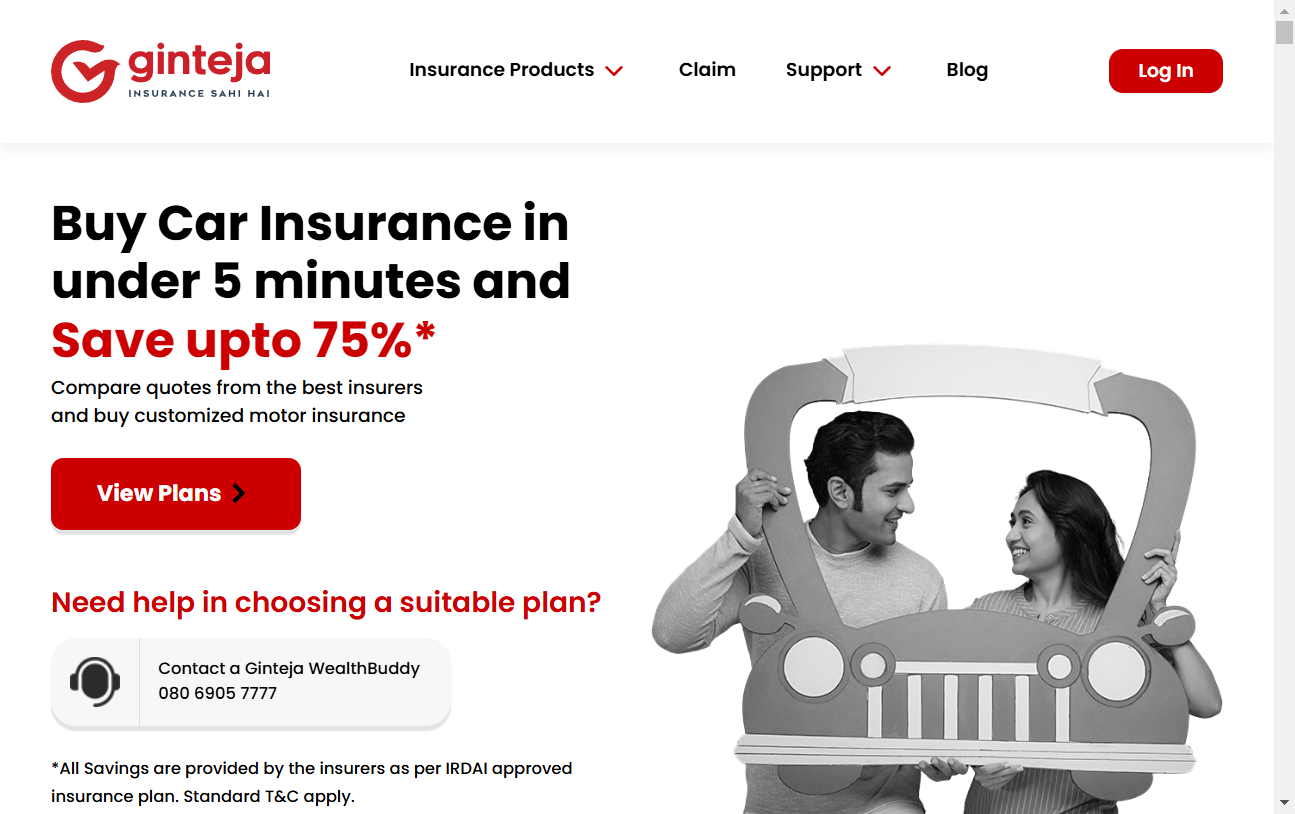 ginteja
INSURANCE SAHI HAI
Insurance Products
Claim
Support
Blog
Log In
Buy Car Insurance in
under 5 minutes and
Save upto 75%*
Compare quotes from the best insurers
and buy customized motor insurance
View Plans
Need help in choosing a suitable plan?
Contact a Ginteja WealthBuddy
080 6905 7777
*All Savings are provided by the insurers as per IRDAI approved
insurance plan. Standard T&C apply.